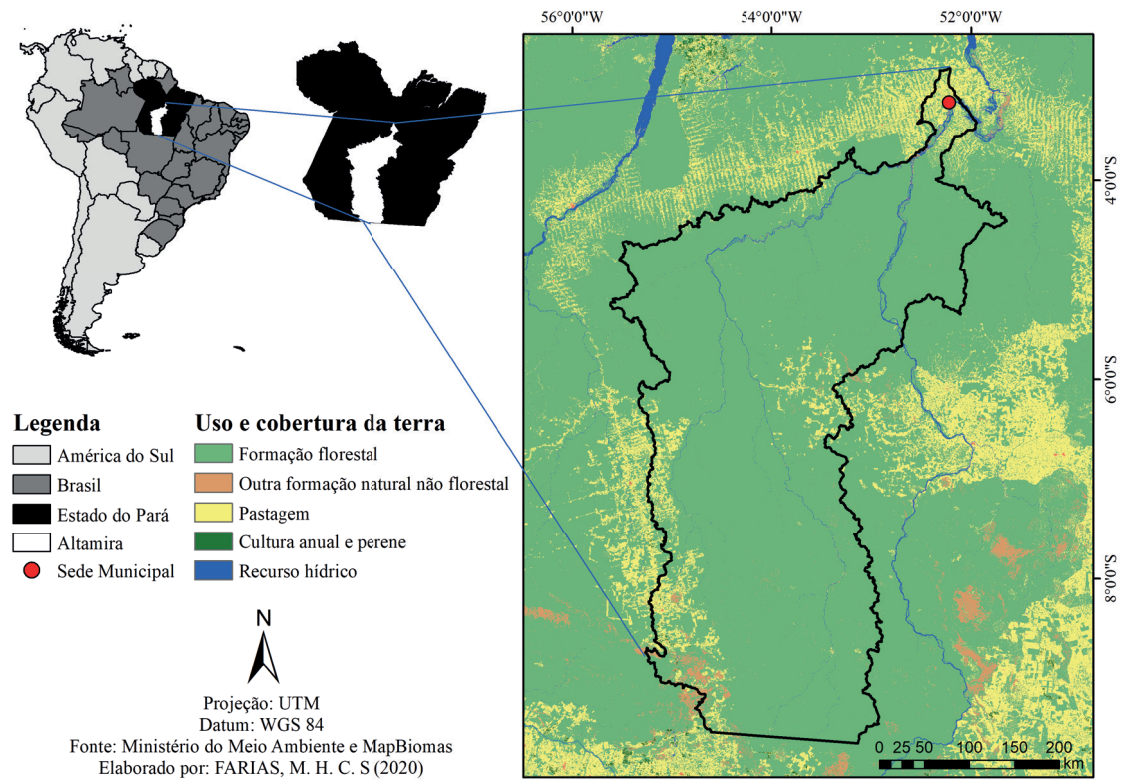 56°0'0"W
54°0'0"W
52°0'0"W
4°0'0"S
6°0'0"S
8°0'0"S
Legenda
América do Sul
Brasil
Estado do Pará
Altamira
Sede Municipal
Uso e cobertura da terra
Formação florestal
Outra formação natural não florestal
Pastagem
Cultura anual e perene
Recurso hídrico
N
Projeção: UTM
Datum: WGS 84
Fonte: Ministério do Meio Ambiente e MapBiomas
Elaborado por: FARIAS, M. H. C. S (2020)
0 25 50 100 150 200
km